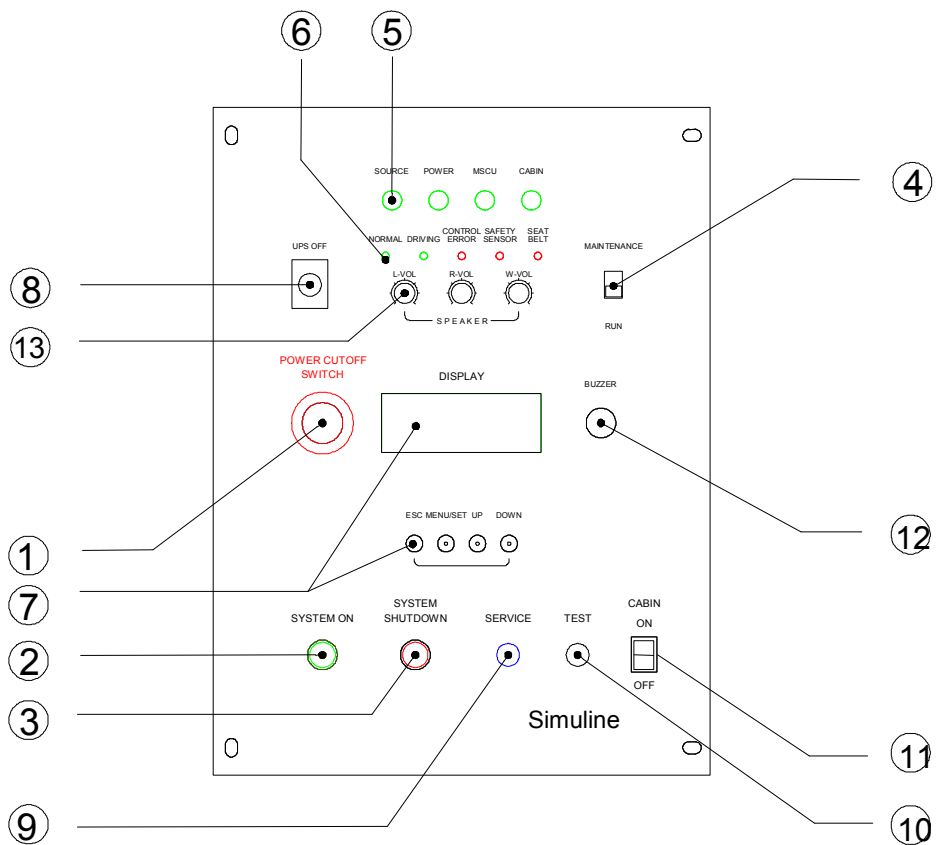 6 5
SOURCE POWER MSCU CABIN
4
NORMAL DRIVING CONTROL ERROR SAFETY SENSOR SEAT BELT
UPS OFF
MAINTENANCE
L-VOL R-VOL W-VOL
8
SPEAKER
RUN
13
POWER CUTOFF
SWITCH
DISPLAY
BUZZER
ESC MENU/SET UP DOWN
12
1
7
SYSTEM ON
SYSTEM
SHUTDOWN
SERVICE
TEST
CABIN
ON
2
OFF
3
Simuline
11
9
10